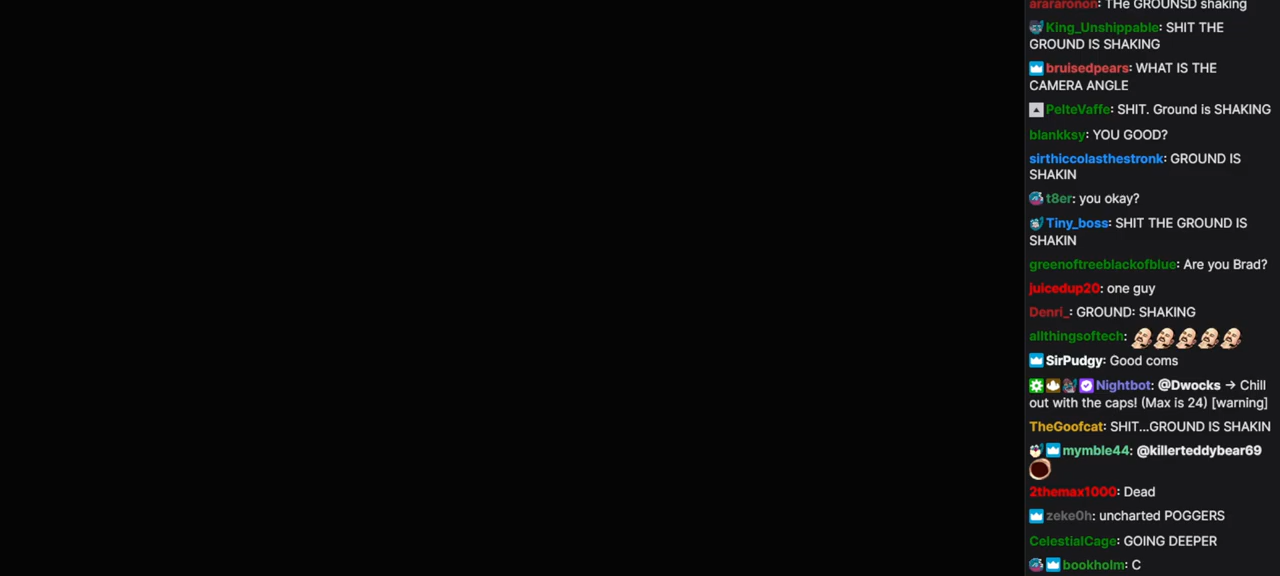 arararonon: THe GROUNSD shaking
King_Unshippable: SHIT THE
GROUND IS SHAKING
bruisedpears: WHAT IS THE
CAMERA ANGLE
PelteVaffe: SHIT. Ground is SHAKING
blankksy: YOU GOOD?
sirthiccolasthestronk: GROUND IS
SHAKIN
t8er: you okay?
Tiny_boss: SHIT THE GROUND IS
SHAKIN
greenoftreeblackofblue: Are you Brad?
juicedup20: one guy
Denri_: GROUND: SHAKING
allthingsoftech:
SirPudgy: Good coms
Nightbot: @Dwocks → Chill
out with the caps! (Max is 24) [warning]
TheGoofcat: SHIT...GROUND IS SHAKIN
mymble44: @killerteddybear69
2themax1000: Dead
zeke0h: uncharted POGGERS
CelestialCage: GOING DEEPER
bookholm: C